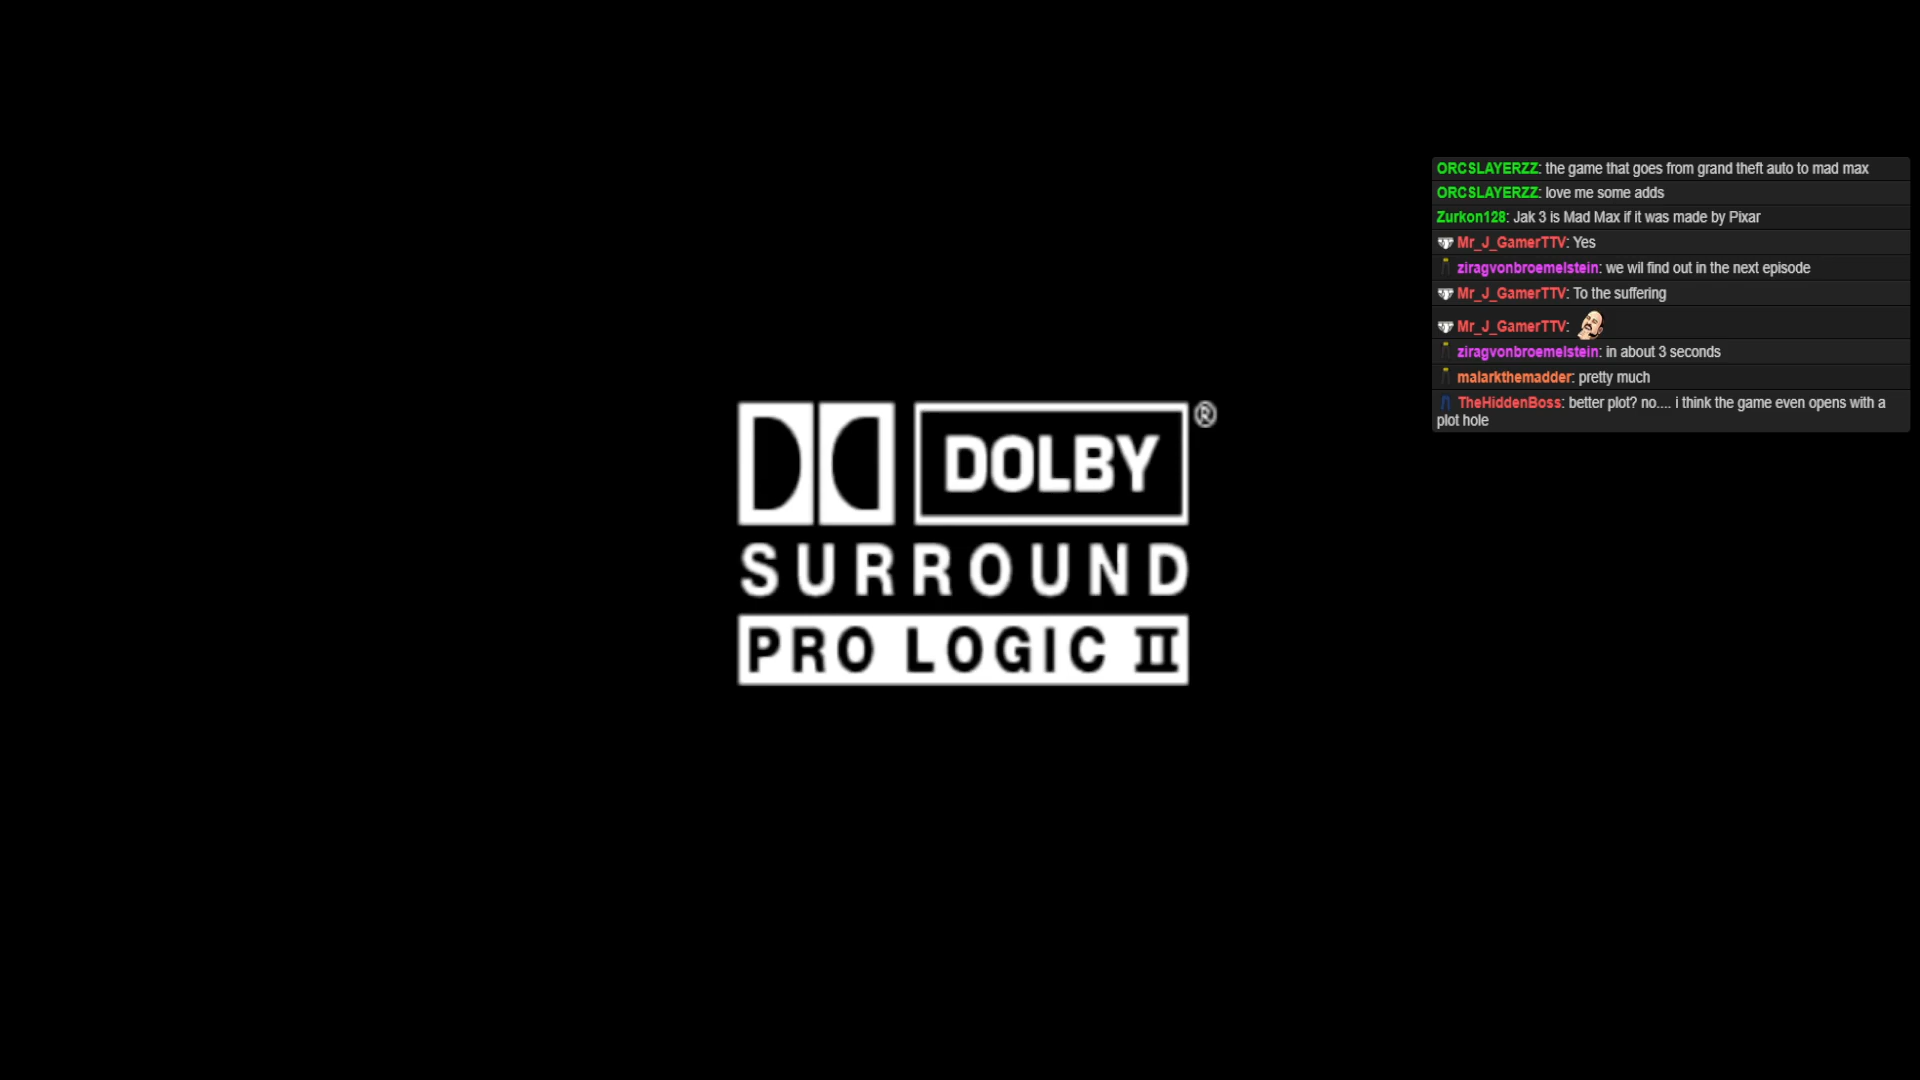 ORCSLAYERZZ: the game that goes from grand theft auto to mad max
ORCSLAYERZZ: love me some adds
Zurkon128: Jak 3 is Mad Max if it was made by Pixar
Mr_J_GamerTTV: Yes
ziragvonbroemelstein: we wil find out in the next episode
Mr_J_GamerTTV: To the suffering
Mr_J_GamerTTV:
ziragvonbroemelstein: in about 3 seconds
malarkthemadder: pretty much
TheHiddenBoss: better plot? no.... i think the game even opens with a
plot hole
DOLBY ®
SURROUND
PRO LOGIC II